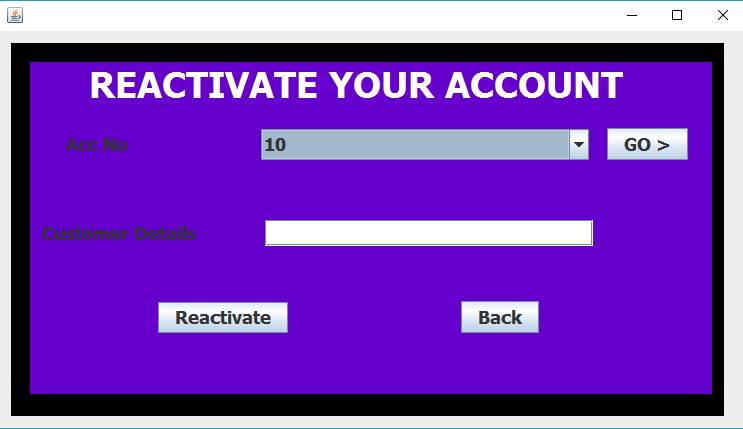 REACTIVATE YOUR ACCOUNT
Acc No 10 GO >
Customer Details
Reactivate Back